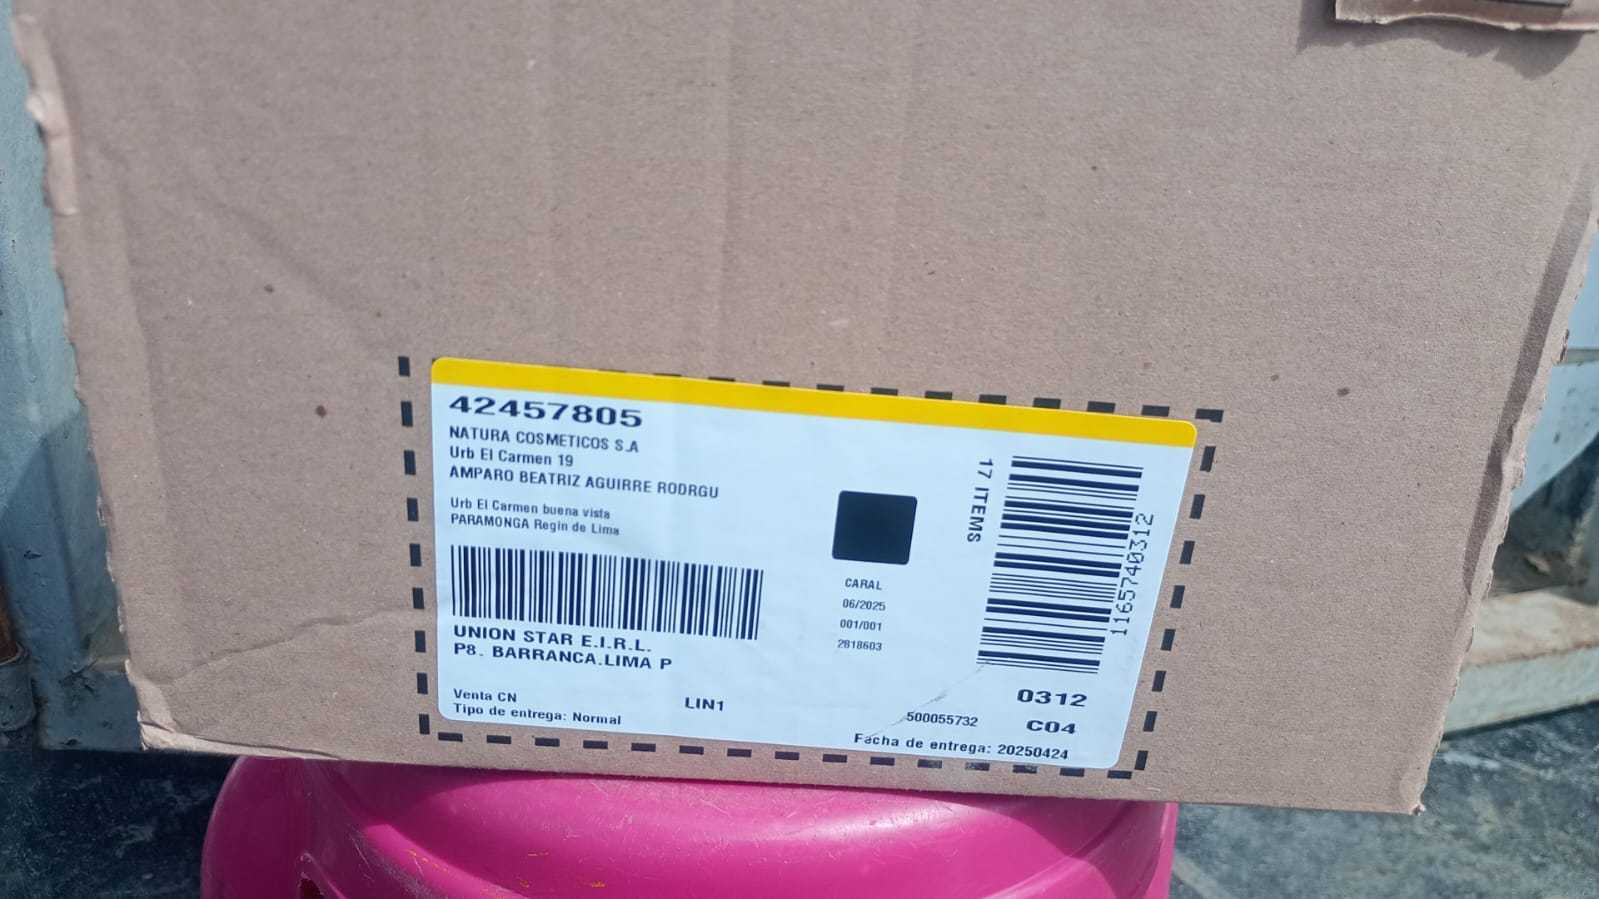 42457805
NATURA COSMETICOS S.A
Urb El Carmen 19
AMPARO BEATRIZ AGUIRRE RODRGU
Urb El Carmen buena vista
PARAMONGA Regin de Lima
UNION STAR E.I.R.L.
P8. BARRANCA.LIMA P
Venta CN
LIN1
Tipo de entrega: Normal
CARAL
06/2025
001/001
2818603
17 ITEMS
1165740312
0312
500055732
C04
Facha de entrega: 20250424